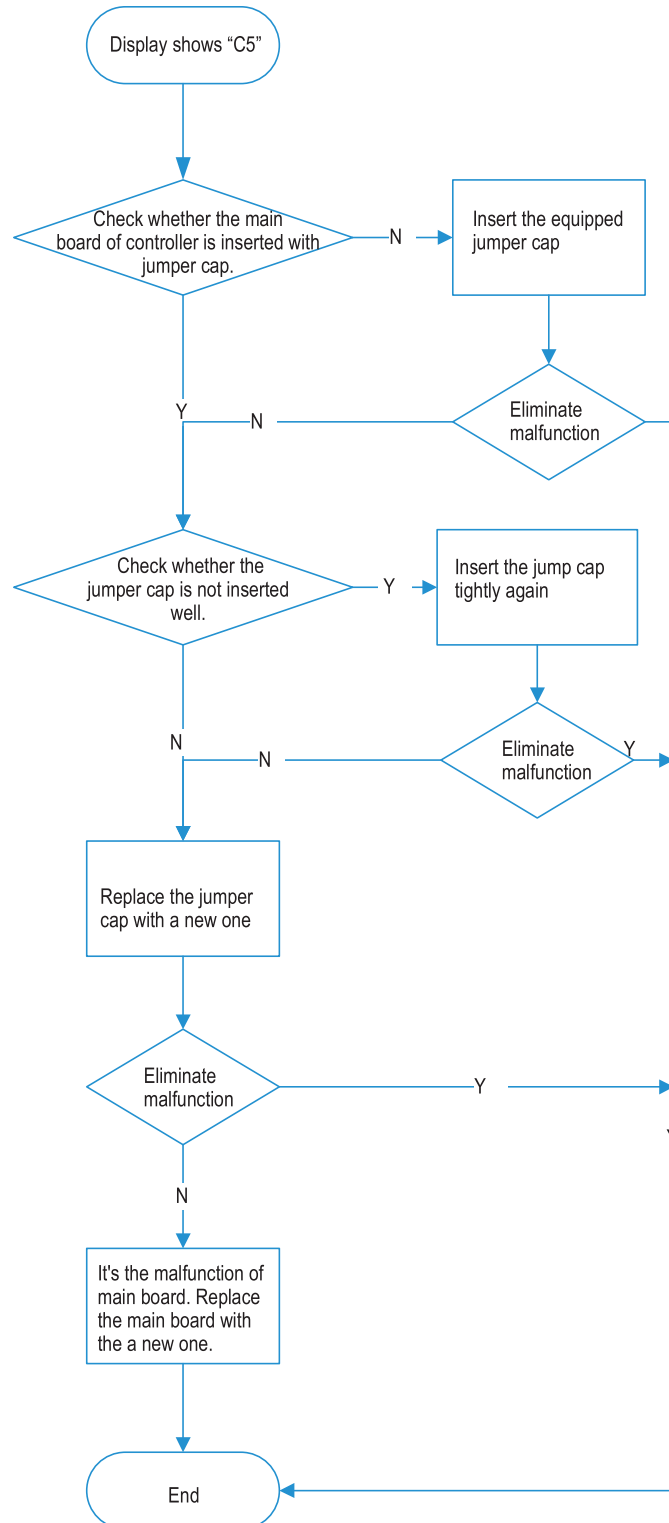 Display shows “C5”
Check whether the main
board of controller is inserted with
jumper cap.
N
Insert the equipped
jumper cap
Y
N
Eliminate
malfunction
Check whether the
jumper cap is not inserted
well.
Y
Insert the jump cap
tightly again
N
N
Eliminate
malfunction
Y
Replace the jumper
cap with a new one
Eliminate
malfunction
Y
N
It's the malfunction of
main board. Replace
the main board with
the a new one.
End